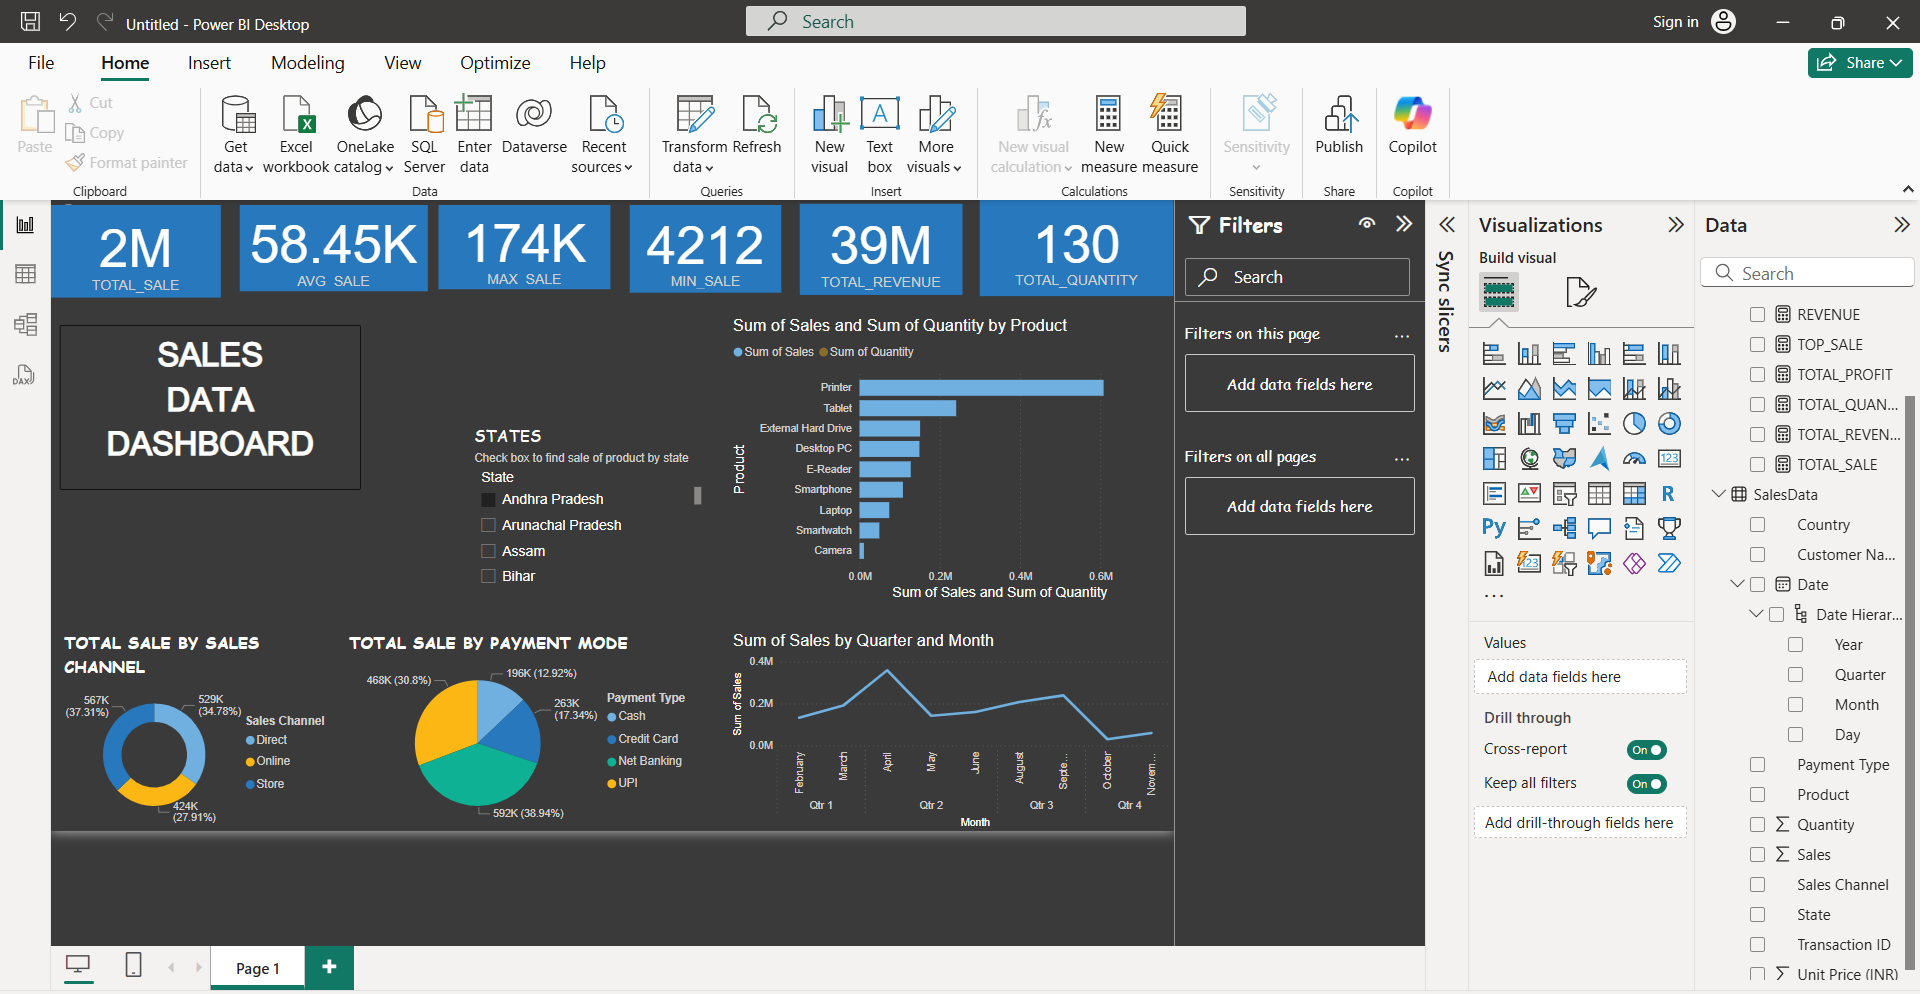 Untitled - Power BI Desktop
Search
Sign in
File Home Insert Modeling View Optimize Help
Share
Paste
Cut
Copy
Format painter
Clipboard
Get data
Excel workbook
OneLake catalog
SQL Server
Enter data
Dataverse
Recent sources
Data
Transform data
Refresh
Queries
New visual
Text box
More visuals
Insert
New visual calculation
New measure
Quick measure
Calculations
Sensitivity
Sensitivity
Publish
Share
Copilot
Copilot
2M
TOTAL_SALE
58.45K
AVG SALE
174K
MAX SALE
4212
MIN_SALE
39M
TOTAL_REVENUE
130
TOTAL_QUANTITY
SALES
DATA
DASHBOARD
STATES
Check box to find sale of product by state
State
Andhra Pradesh
Arunachal Pradesh
Assam
Bihar
Sum of Sales and Sum of Quantity by Product
Sum of Sales Sum of Quantity
Product
Printer
Tablet
External Hard Drive
Desktop PC
E-Reader
Smartphone
Laptop
Smartwatch
Camera
0.0M 0.2M 0.4M 0.6M
Sum of Sales and Sum of Quantity
TOTAL SALE BY SALES
CHANNEL
567K
(37.31%)
529K
(34.78%)
424K
(27.91%)
Sales Channel
Direct
Online
Store
TOTAL SALE BY PAYMENT MODE
468K (30.8%)
196K (12.92%)
263K
(17.34%)
592K (38.94%)
Payment Type
Cash
Credit Card
Net Banking
UPI
Sum of Sales by Quarter and Month
Sum of Sales
0.4M
0.2M
0.0M
February March April May June August Septe... October Novem...
Qtr 1 Qtr 2 Qtr 3 Qtr 4
Month
Filters
Search
Filters on this page ...
Add data fields here
Filters on all pages ...
Add data fields here
Sync slicers
Visualizations
Build visual
123
R
Py
123
...
Values
Add data fields here
Drill through
Cross-report On
Keep all filters On
Add drill-through fields here
Data
Search
REVENUE
TOP_SALE
TOTAL_PROFIT
TOTAL_QUAN...
TOTAL_REVEN...
TOTAL_SALE
SalesData
Country
Customer Na...
Date
Date Hierar...
Year
Quarter
Month
Day
Payment Type
Product
Quantity
Sales
Sales Channel
State
Transaction ID
Unit Price (INR)
DAX
Page 1